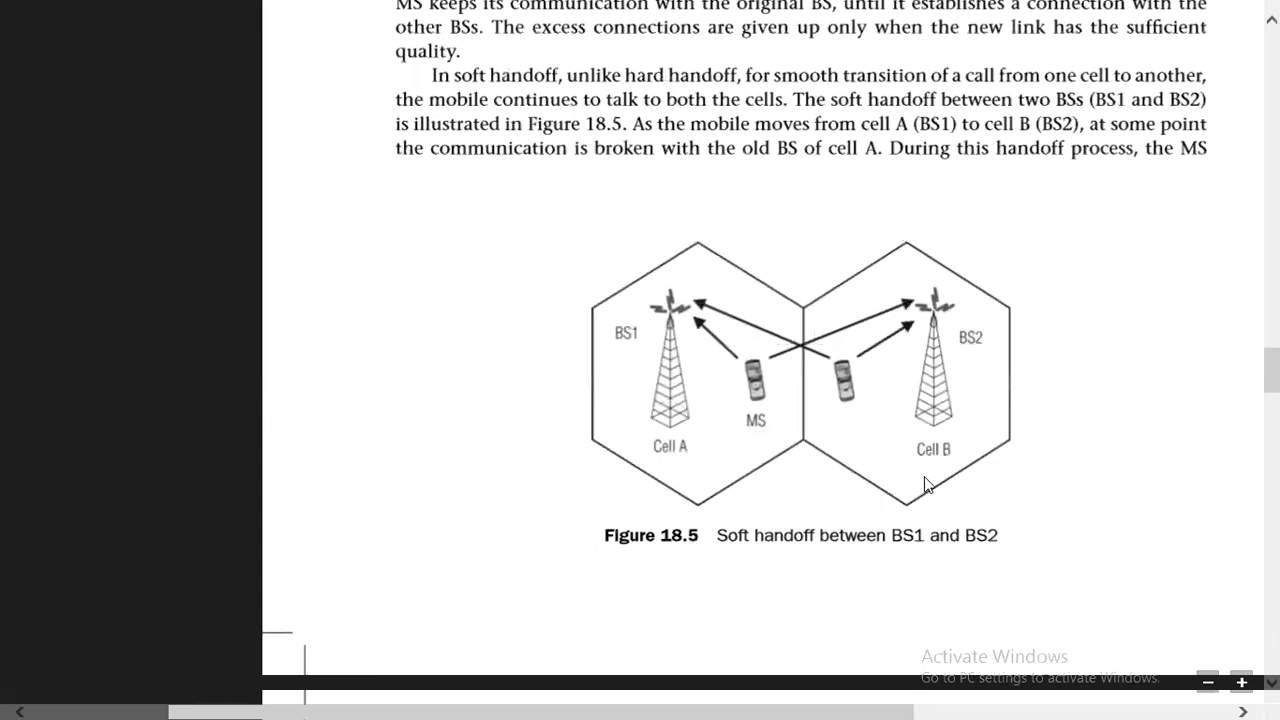 MS keeps its communication with the original BS, until it establishes a connection with the
other BSs. The excess connections are given up only when the new link has the sufficient
quality.
In soft handoff, unlike hard handoff, for smooth transition of a call from one cell to another,
the mobile continues to talk to both the cells. The soft handoff between two BSs (BS1 and BS2)
is illustrated in Figure 18.5. As the mobile moves from cell A (BS1) to cell B (BS2), at some point
the communication is broken with the old BS of cell A. During this handoff process, the MS
BS1
BS2
MS
Cell A
Cell B
Figure 18.5 Soft handoff between BS1 and BS2
Activate Windows
Go to PC settings to activate Windows.